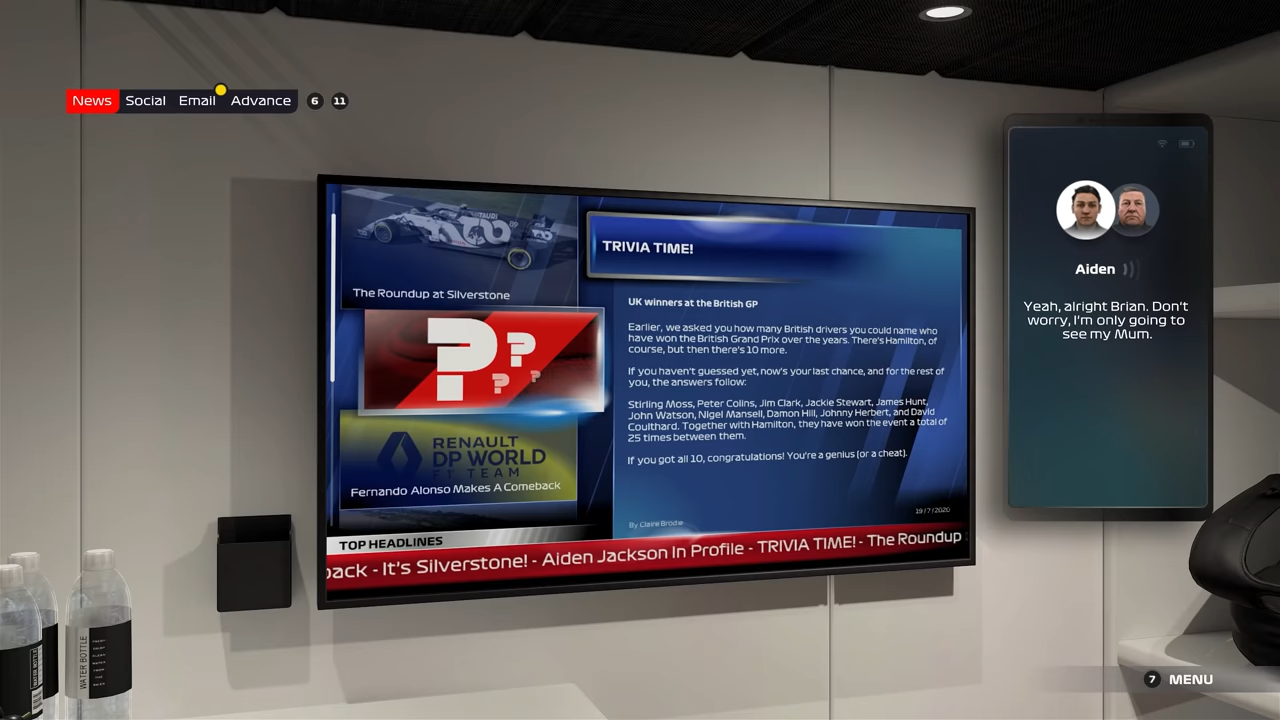 News Social Email Advance 6 11
TAURI
The Roundup at Silverstone
? ? ? ?
RENAULT
DP WORLD
F1 TEAM
Fernando Alonso Makes A Comeback
TRIVIA TIME!
UK winners at the British GP
Earlier, we asked you how many British drivers you could name who
have won the British Grand Prix over the years. There's Hamilton, of
course, but then there's 10 more.
If you haven't guessed yet, now's your last chance, and for the rest of
you, the answers follow:
Stirling Moss, Peter Colins, Jim Clark, Jackie Stewart, James Hunt,
John Watson, Nigel Mansell, Damon Hill, Johnny Herbert, and David
Coulthard. Together with Hamilton, they have won the event a total of
25 times between them.
If you got all 10, congratulations! You're a genius (or a cheat).
19/7/2020
By Claire Brodie
TOP HEADLINES
back - It's Silverstone! - Aiden Jackson In Profile - TRIVIA TIME! - The Roundup
Aiden
Yeah, alright Brian. Don't
worry, I'm only going to
see my Mum.
WATER BOTTLE
WATER BOTTLE
7 MENU